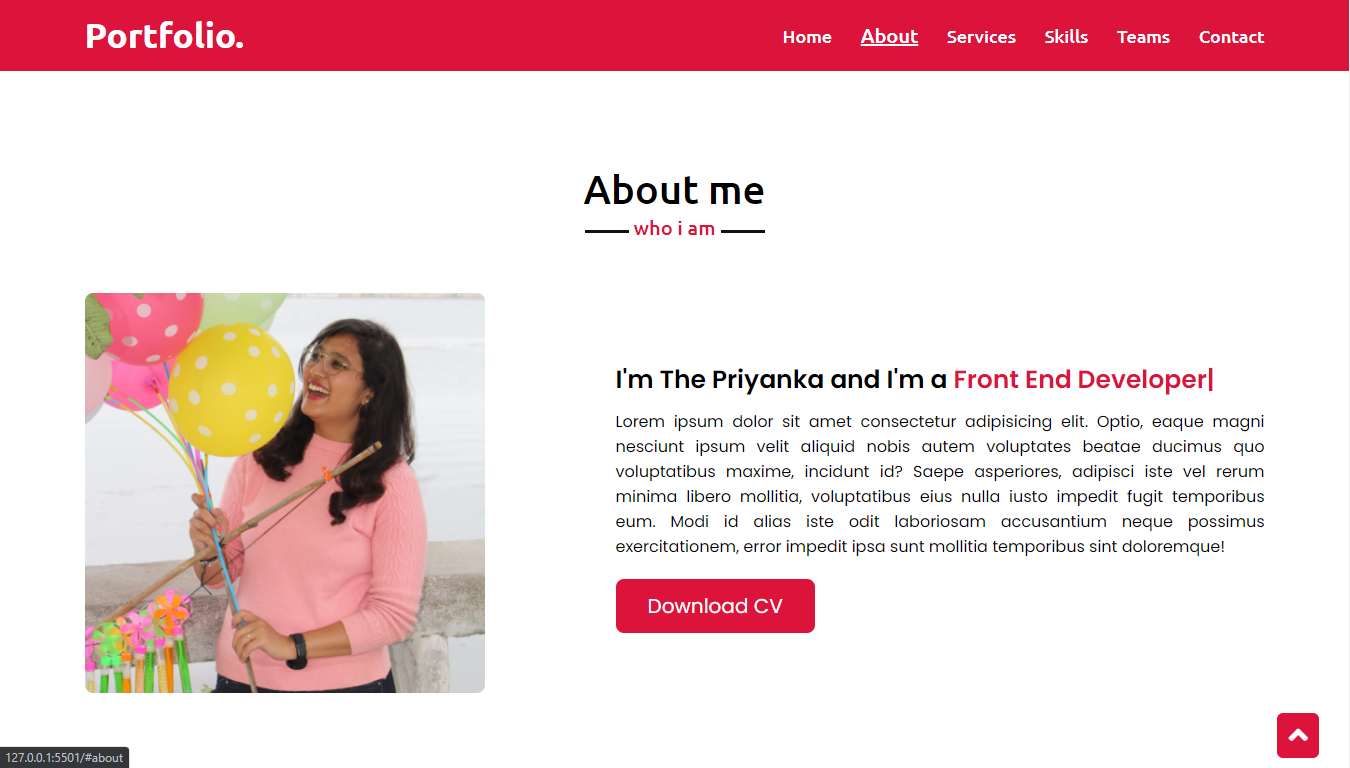 Portfolio.
Home About Services Skills Teams Contact
About me
who i am
I'm The Priyanka and I'm a Front End Developer|
Lorem ipsum dolor sit amet consectetur adipisicing elit. Optio, eaque magni
nesciunt ipsum velit aliquid nobis autem voluptates beatae ducimus quo
voluptatibus maxime, incidunt id? Saepe asperiores, adipisci iste vel rerum
minima libero mollitia, voluptatibus eius nulla iusto impedit fugit temporibus
eum. Modi id alias iste odit laboriosam accusantium neque possimus
exercitationem, error impedit ipsa sunt mollitia temporibus sint doloremque!
Download CV
127.0.0.1:5501/#about